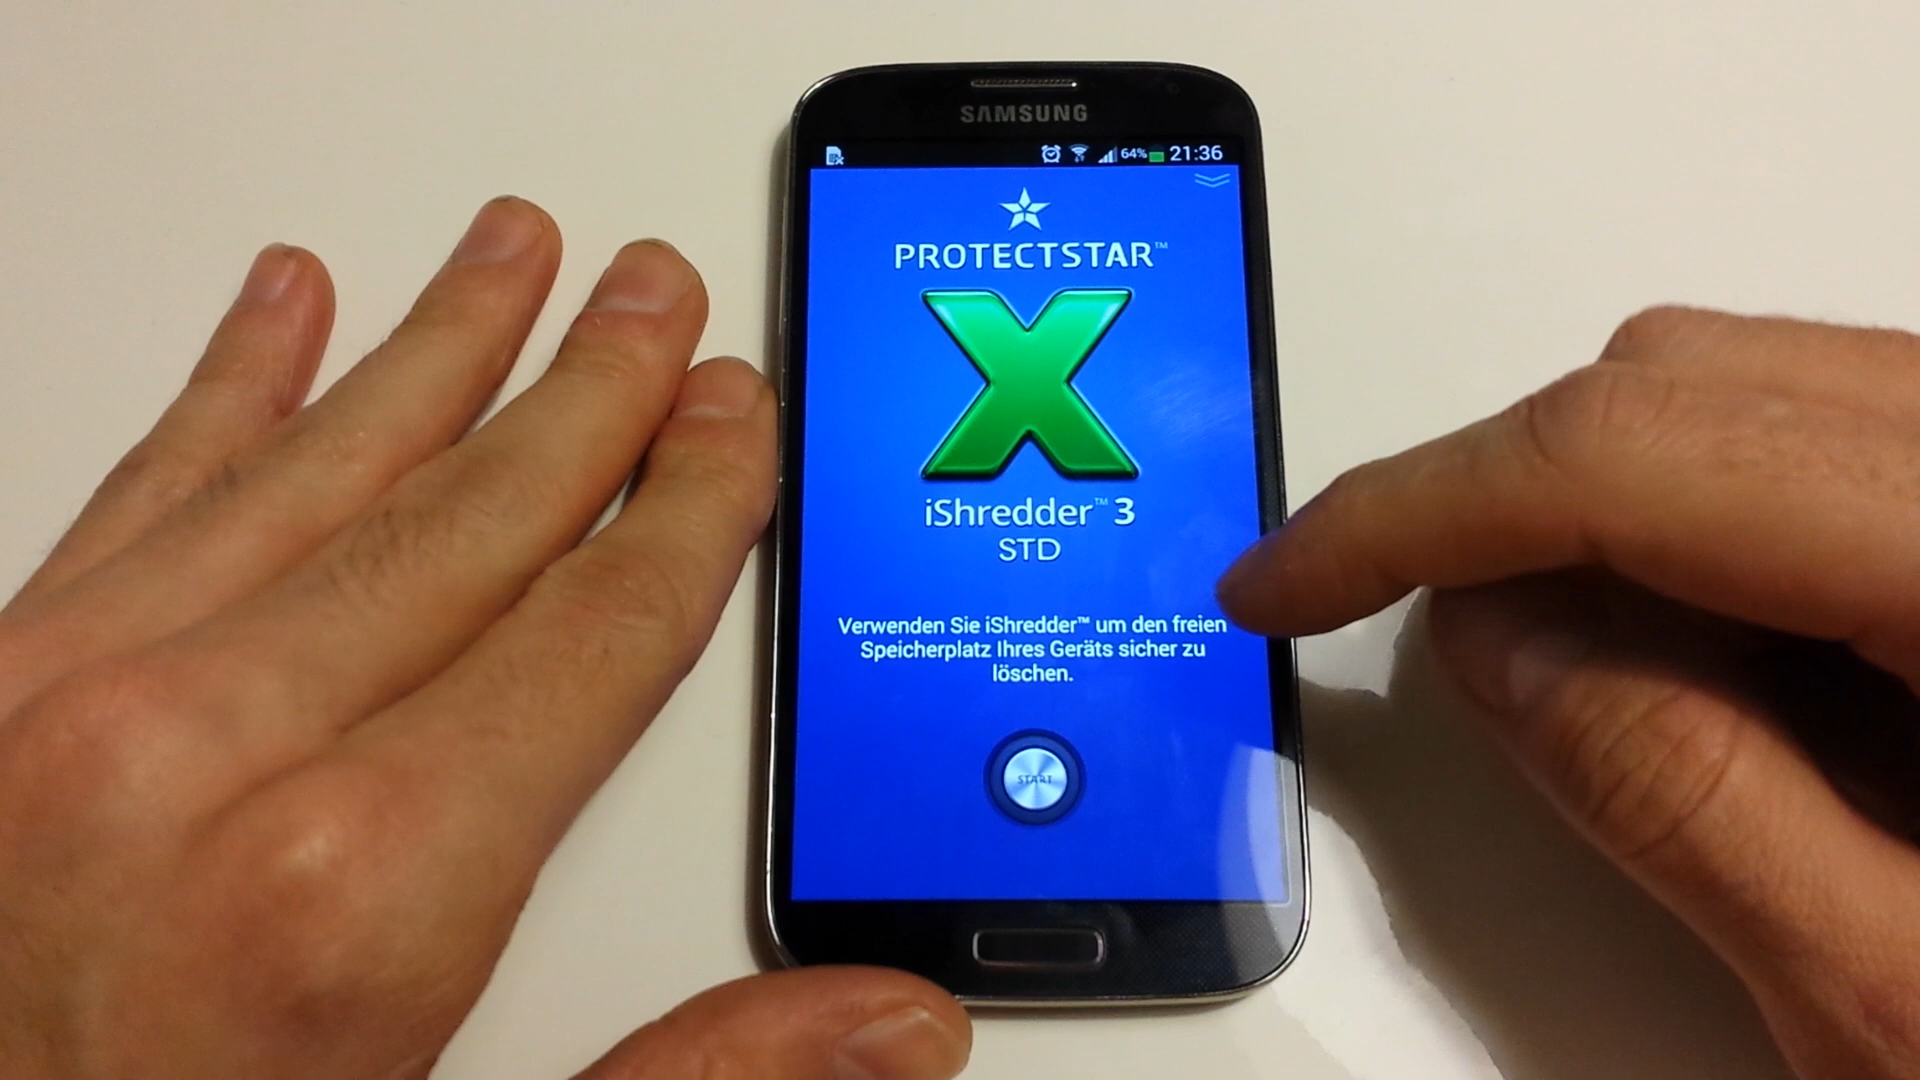 SAMSUNG
64% 21:36
PROTECTSTAR™
X
iShredder™ 3
STD
Verwenden Sie iShredder™ um den freien
Speicherplatz Ihres Geräts sicher zu
löschen.
START